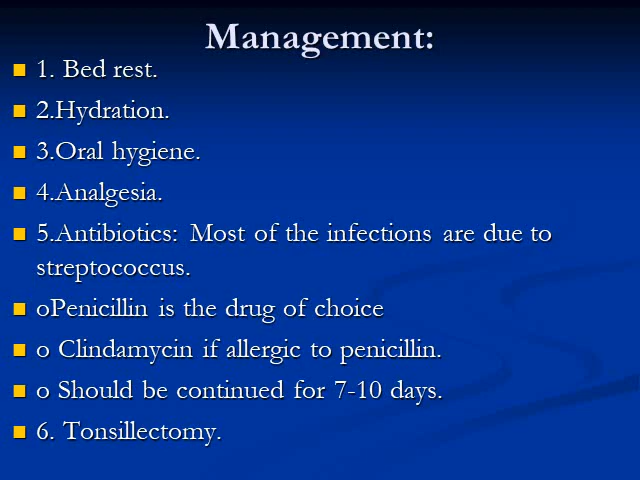 Management:
1. Bed rest.
2.Hydration.
3.Oral hygiene.
4.Analgesia.
5.Antibiotics: Most of the infections are due to
streptococcus.
oPenicillin is the drug of choice
o Clindamycin if allergic to penicillin.
o Should be continued for 7-10 days.
6. Tonsillectomy.